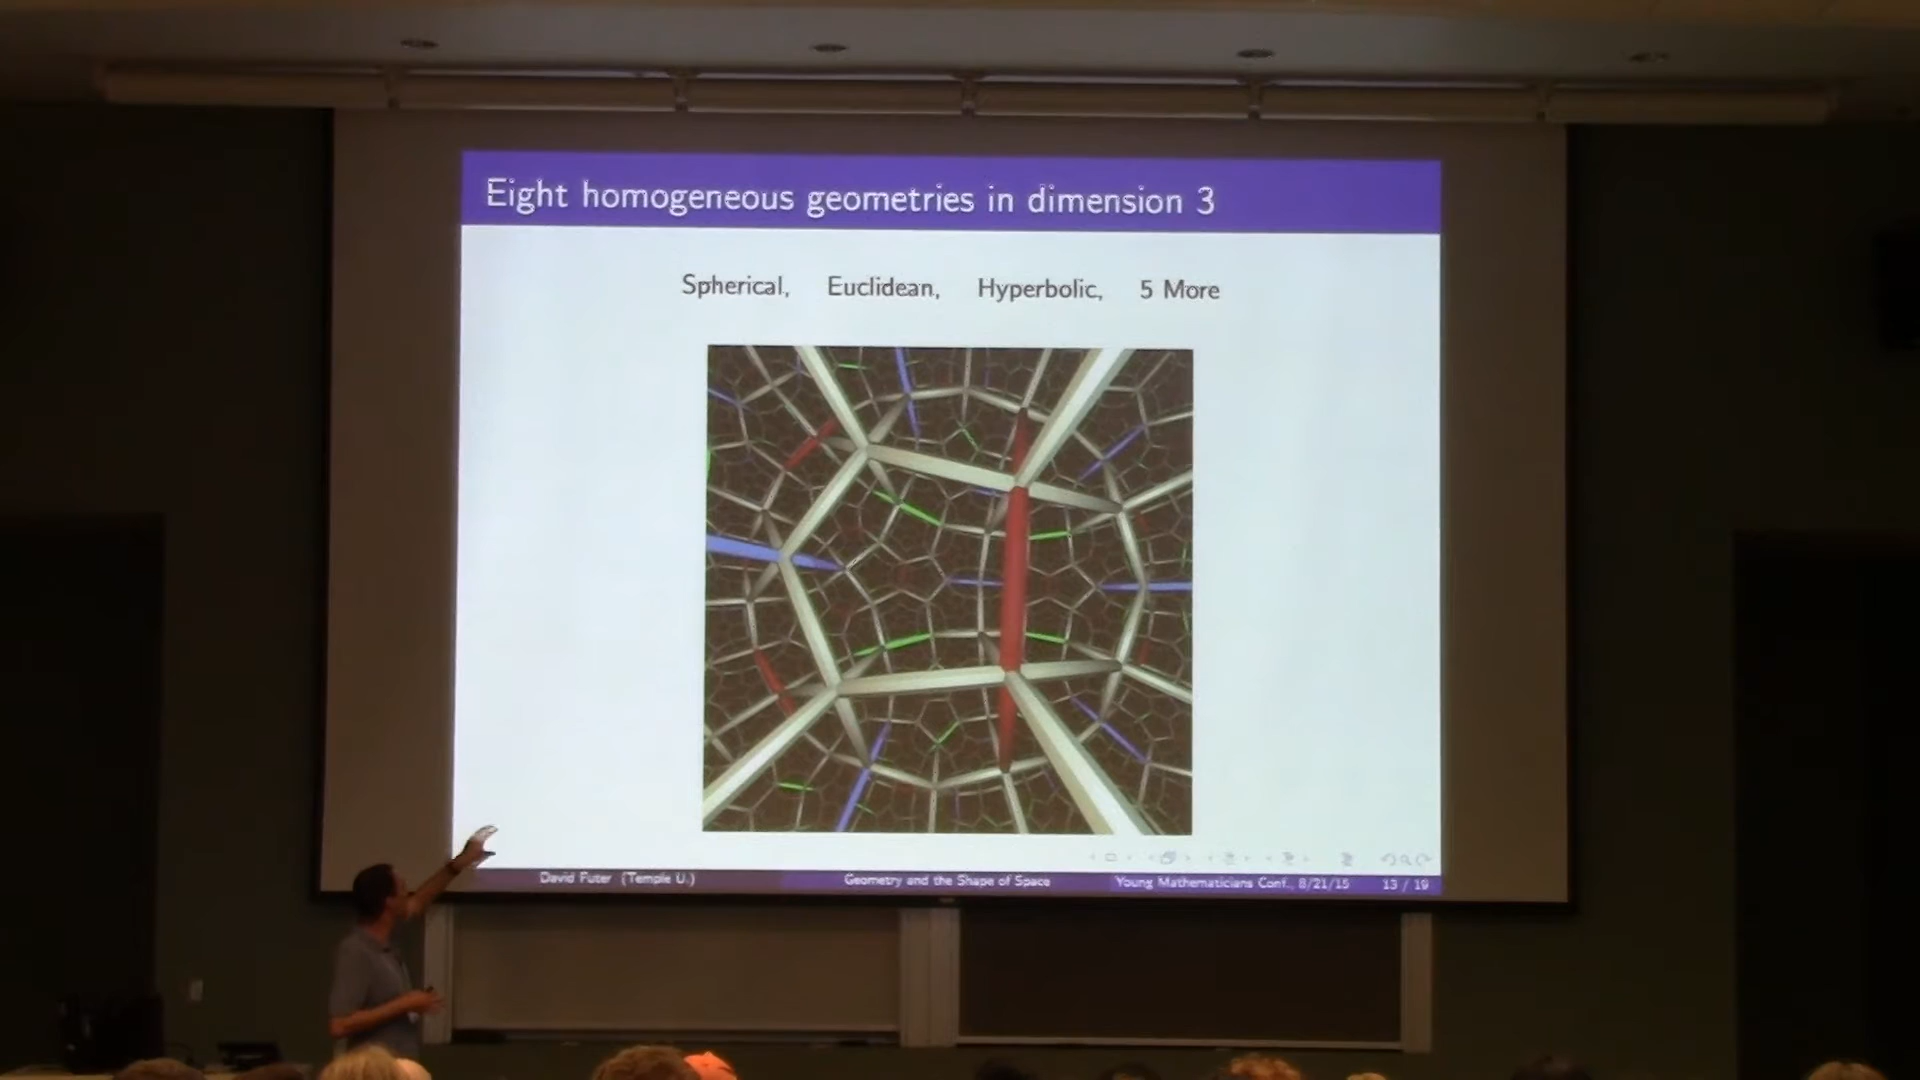 Eight homogeneous geometries in dimension 3
Spherical, Euclidean, Hyperbolic, 5 More
David Futer (Temple U.) Geometry and the Shape of Space Young Mathematicians Conf., 8/21/15 13 / 19